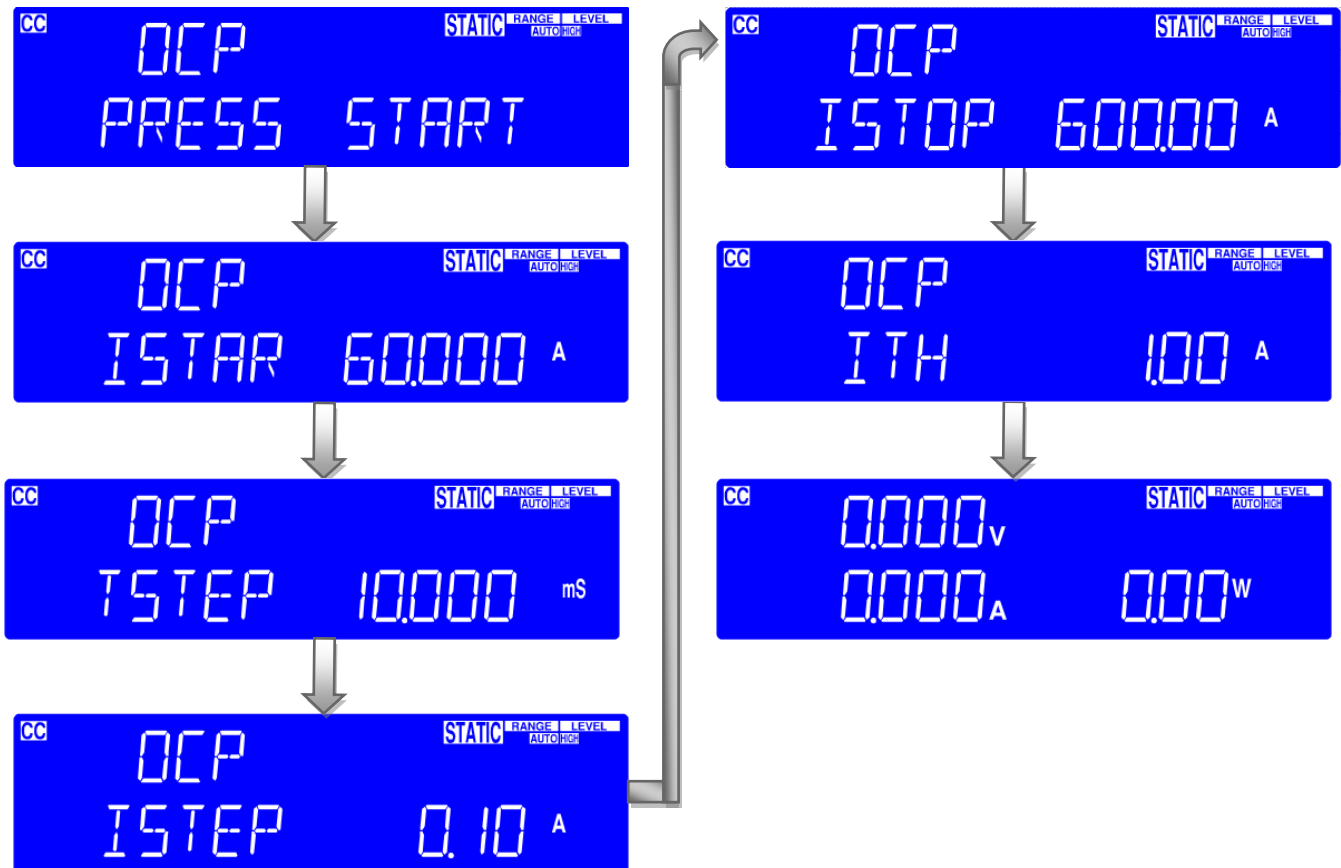 CC STATIC RANGE LEVEL
AUTO HIGH
OCP
PRESS START
CC STATIC RANGE LEVEL
AUTO HIGH
OCP
ISTAR 60.000 A
CC STATIC RANGE LEVEL
AUTO HIGH
OCP
TSTEP 10.000 mS
CC STATIC RANGE LEVEL
AUTO HIGH
OCP
ISTEP 0.10 A
CC STATIC RANGE LEVEL
AUTO HIGH
OCP
ISTOP 600.00 A
CC STATIC RANGE LEVEL
AUTO HIGH
OCP
ITH 1.00 A
CC STATIC RANGE LEVEL
AUTO HIGH
0.000 V
0.000 A 0.00 W